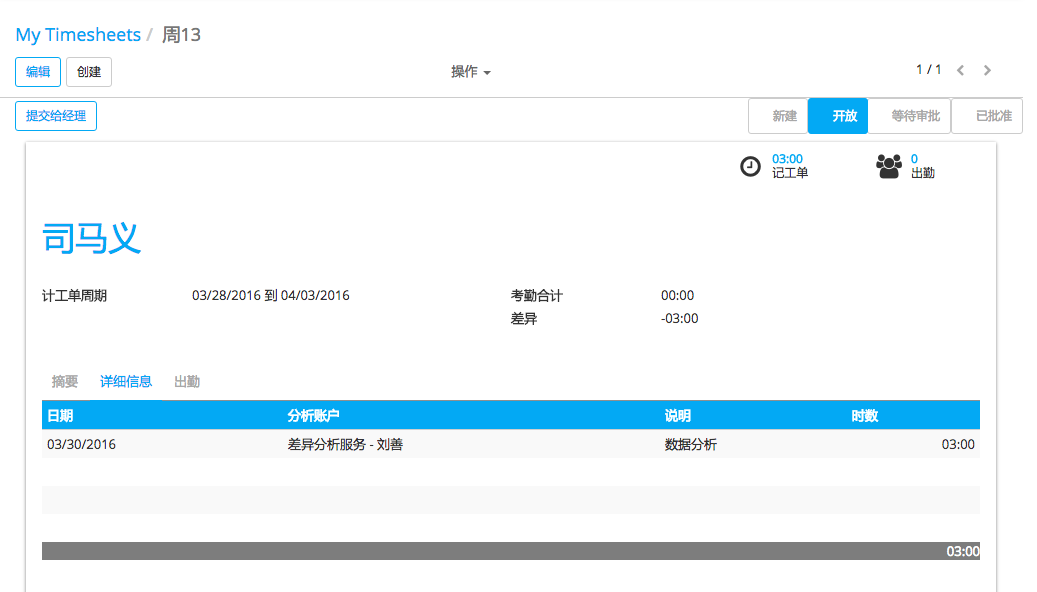 My Timesheets / 周13
编辑 创建 操作 1 / 1
提交给经理 新建 开放 等待审批 已批准
03:00 0
记工单 出勤
司马义
计工单周期 03/28/2016 到 04/03/2016 考勤合计 00:00
差异 -03:00
摘要 详细信息 出勤
日期 分析账户 说明 时数
03/30/2016 差异分析服务 - 刘善 数据分析 03:00
03:00